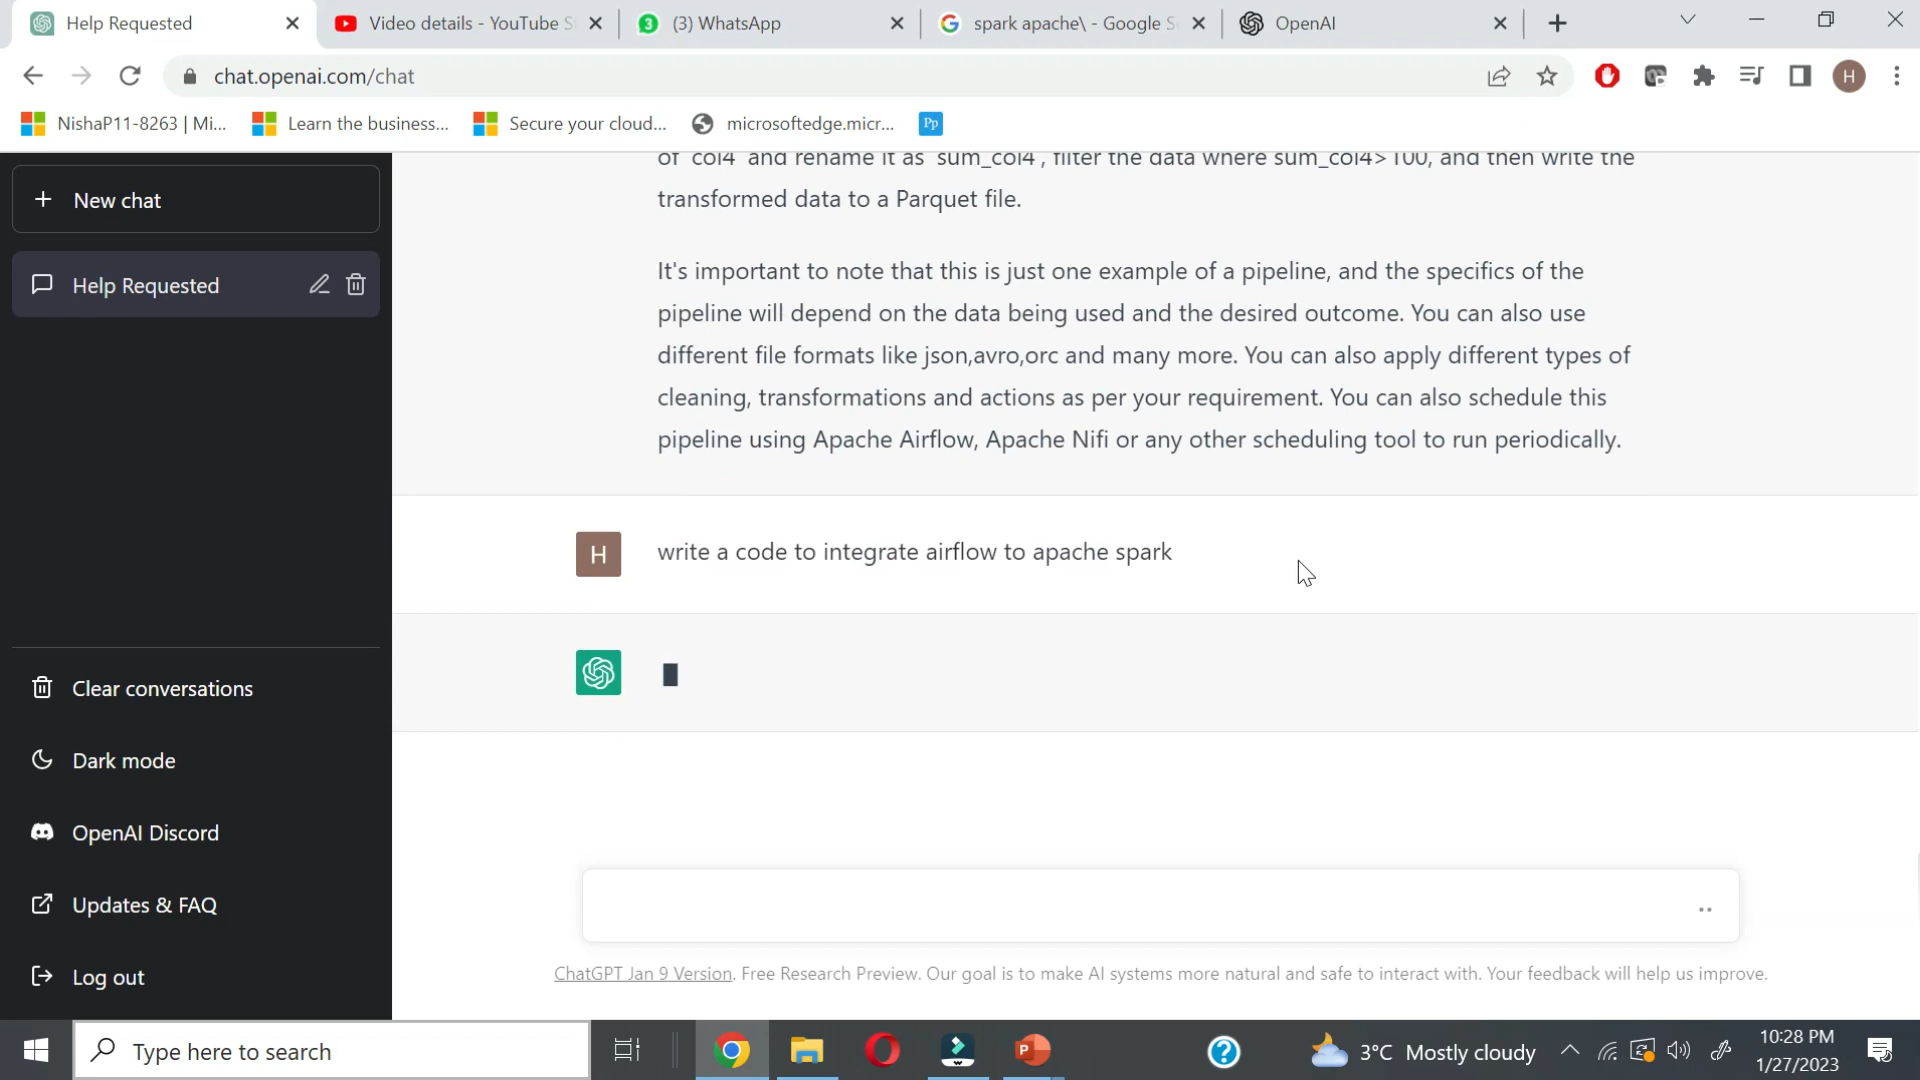 Help Requested
Video details - YouTube S
3
(3) WhatsApp
spark apache\ - Google S
OpenAI
chat.openai.com/chat
H
NishaP11-8263 | Mi...
Learn the business...
Secure your cloud...
microsoftedge.micr...
Pp
New chat
Help Requested
Clear conversations
Dark mode
OpenAI Discord
Updates & FAQ
Log out
of 'col4' and rename it as 'sum_col4', filter the data where sum_col4>100, and then write the
transformed data to a Parquet file.
It's important to note that this is just one example of a pipeline, and the specifics of the
pipeline will depend on the data being used and the desired outcome. You can also use
different file formats like json,avro,orc and many more. You can also apply different types of
cleaning, transformations and actions as per your requirement. You can also schedule this
pipeline using Apache Airflow, Apache Nifi or any other scheduling tool to run periodically.
H
write a code to integrate airflow to apache spark
ChatGPT Jan 9 Version. Free Research Preview. Our goal is to make AI systems more natural and safe to interact with. Your feedback will help us improve.
Type here to search
P
3°C Mostly cloudy
10:28 PM
1/27/2023